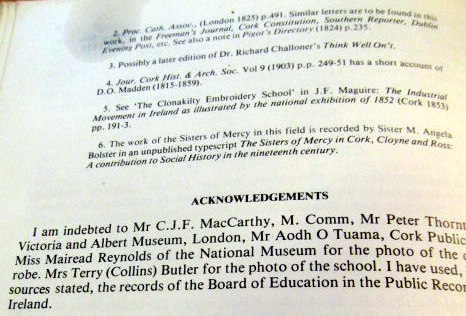 2. Proc. Cath. Assoc., (London 1825) p.491. Similar letters are to be found in this
work, in the Freeman's Journal, Cork Constitution, Southern Reporter, Dublin
Evening Post, etc. See also a note in Pigot's Directory (1824) p.235.
3. Possibly a later edition of Dr. Richard Challoner's Think Well On't.
4. Jour. Cork Hist. & Arch. Soc. Vol 9 (1903) p.p. 249-51 has a short account of
D.O. Madden (1815-1859).
5. See 'The Clonakilty Embroidery School' in J.F. Maguire: The Industrial
Movement in Ireland as illustrated by the national exhibition of 1852 (Cork 1853)
pp. 191-3.
6. The work of the Sisters of Mercy in this field is recorded by Sister M. Angela
Bolster in an unpublished typescript The Sisters of Mercy in Cork, Cloyne and Ross:
A contribution to Social History in the nineteenth century.
ACKNOWLEDGEMENTS
I am indebted to Mr C.J.F. MacCarthy, M. Comm, Mr Peter Thornt
Victoria and Albert Museum, London, Mr Aodh O Tuama, Cork Public
Miss Mairead Reynolds of the National Museum for the photo of the c
robe. Mrs Terry (Collins) Butler for the photo of the school. I have used,
sources stated, the records of the Board of Education in the Public Recor
Ireland.